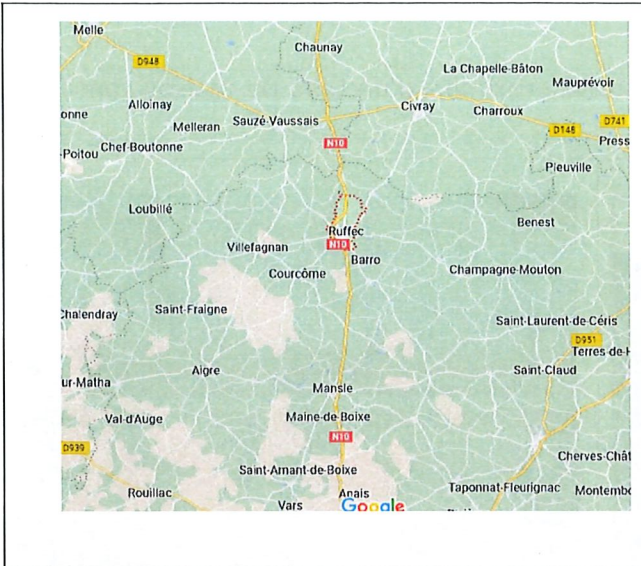 Melle
Chaunay
D948
La Chapelle-Bâton
Mauprévoir
Alloinay
onne
Civray
Charroux
Sauzé-Vaussais
D741
Melleran
D148
Press
N10
-Poitou
Chef-Boutonne
Pleuville
Loubillé
Benest
Ruffec
Villefagnan
N10
Barro
Courcôme
Champagne-Mouton
Saint-Fraigne
Chalendray
Saint-Laurent-de-Céris
D951
Terres-de-H
Aigre
Saint-Claud
ur-Matha
Mansle
Val-d'Auge
Maine-de-Boixe
N10
D939
Cherves-Chât
Saint-Amant-de-Boixe
Rouillac
Anais
Taponnat-Fleurignac
Montembo
Vars
Google